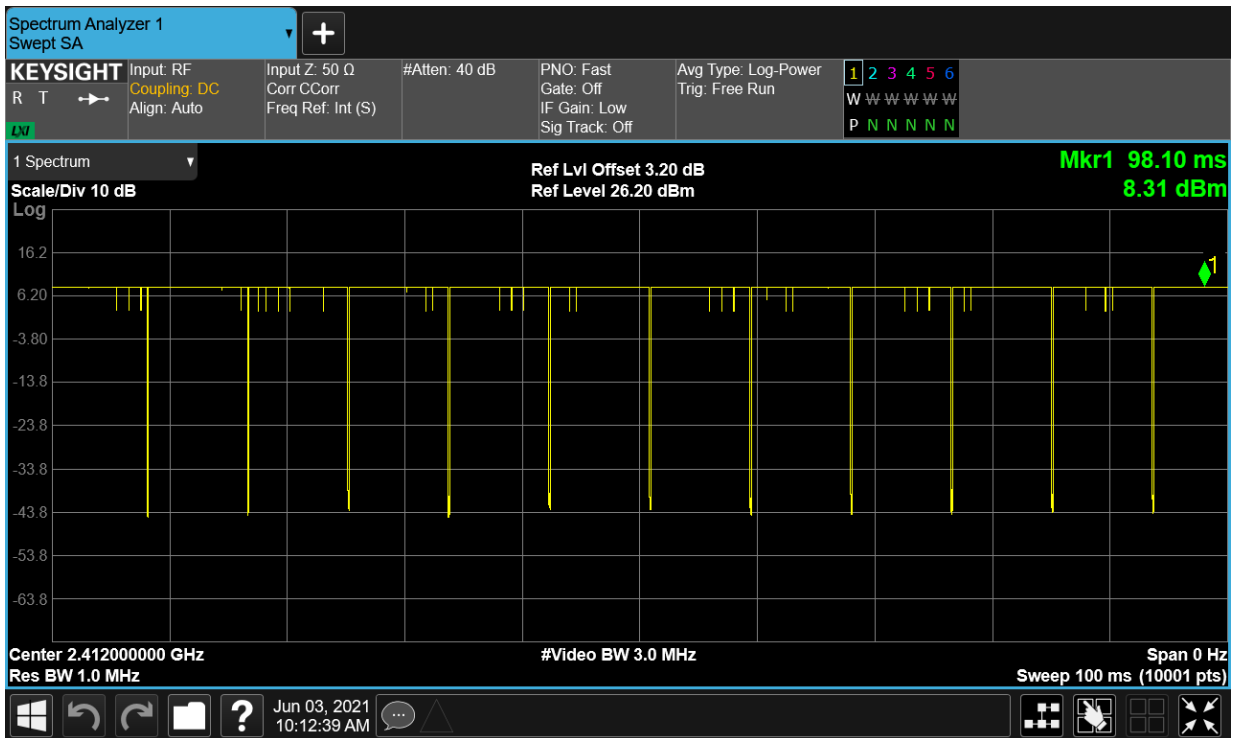 Spectrum Analyzer 1
Swept SA
+
KEYSIGHT Input: RF Input Z: 50 Ω #Atten: 40 dB PNO: Fast Avg Type: Log-Power 1 2 3 4 5 6
R T Coupling: DC Corr CCorr Gate: Off Trig: Free Run
Align: Auto Freq Ref: Int (S) IF Gain: Low W W W W W W
LXI Sig Track: Off P N N N N N
1 Spectrum Ref Lvl Offset 3.20 dB Mkr1 98.10 ms
Scale/Div 10 dB Ref Level 26.20 dBm 8.31 dBm
Log
1
16.2
6.20
-3.80
-13.8
-23.8
-33.8
-43.8
-53.8
-63.8
Center 2.412000000 GHz #Video BW 3.0 MHz Span 0 Hz
Res BW 1.0 MHz Sweep 100 ms (10001 pts)
? Jun 03, 2021
10:12:39 AM